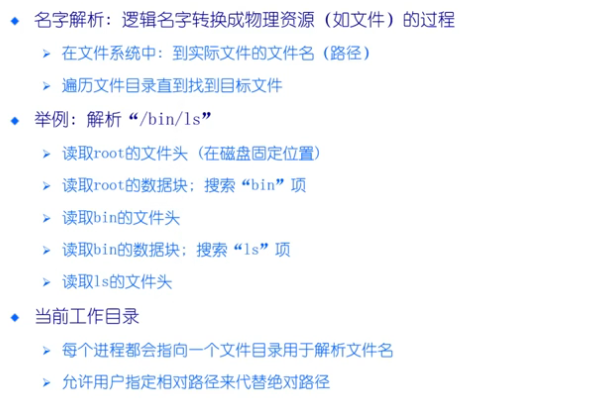 名字解析：逻辑名字转换成物理资源（如文件）的过程
在文件系统中：到实际文件的文件名（路径）
遍历文件目录直到找到目标文件
举例：解析“/bin/ls”
读取root的文件头（在磁盘固定位置）
读取root的数据块；搜索“bin”项
读取bin的文件头
读取bin的数据块；搜索“ls”项
读取ls的文件头
当前工作目录
每个进程都会指向一个文件目录用于解析文件名
允许用户指定相对路径来代替绝对路径